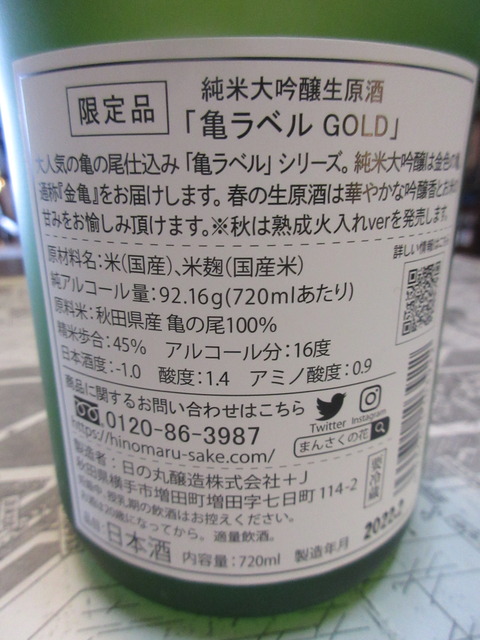 限定品
純米大吟醸生原酒
「亀ラベル GOLD」
大人気の亀の尾仕込み「亀ラベル」シリーズ。純米大吟醸は金色の亀、
通称『金亀』をお届けします。春の生原酒は華やかな吟醸香とお米の
甘みをお愉しみ頂けます。※秋は熟成火入れverを発売します。
原材料名：米（国産）、米麹（国産米）
純アルコール量：92.16g（720mlあたり）
原料米：秋田県産 亀の尾100%
精米歩合：45% アルコール分：16度
日本酒度：-1.0 酸度：1.4 アミノ酸度：0.9
詳しい情報はこ
商品に関するお問い合わせはこちら
0120-86-3987
https://hinomaru-sake.com/
Twitter Instagram
まんさくの花
製造者：日の丸醸造株式会社＋J
秋田県横手市増田町増田字七日町114-2
妊娠中、授乳期の飲酒はお控えください。
お酒は20歳になってから。適量飲酒。
品目 日本酒 内容量：720ml 製造年月
要冷蔵